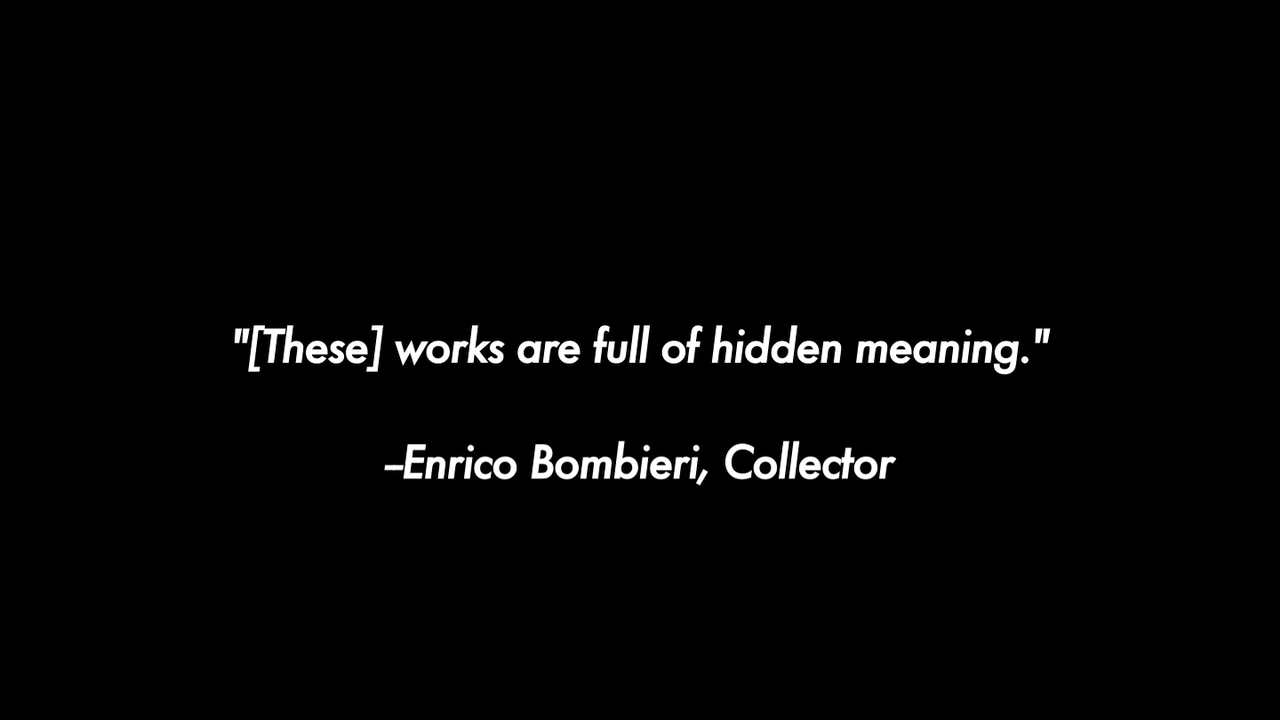 "[These] works are full of hidden meaning."
–Enrico Bombieri, Collector